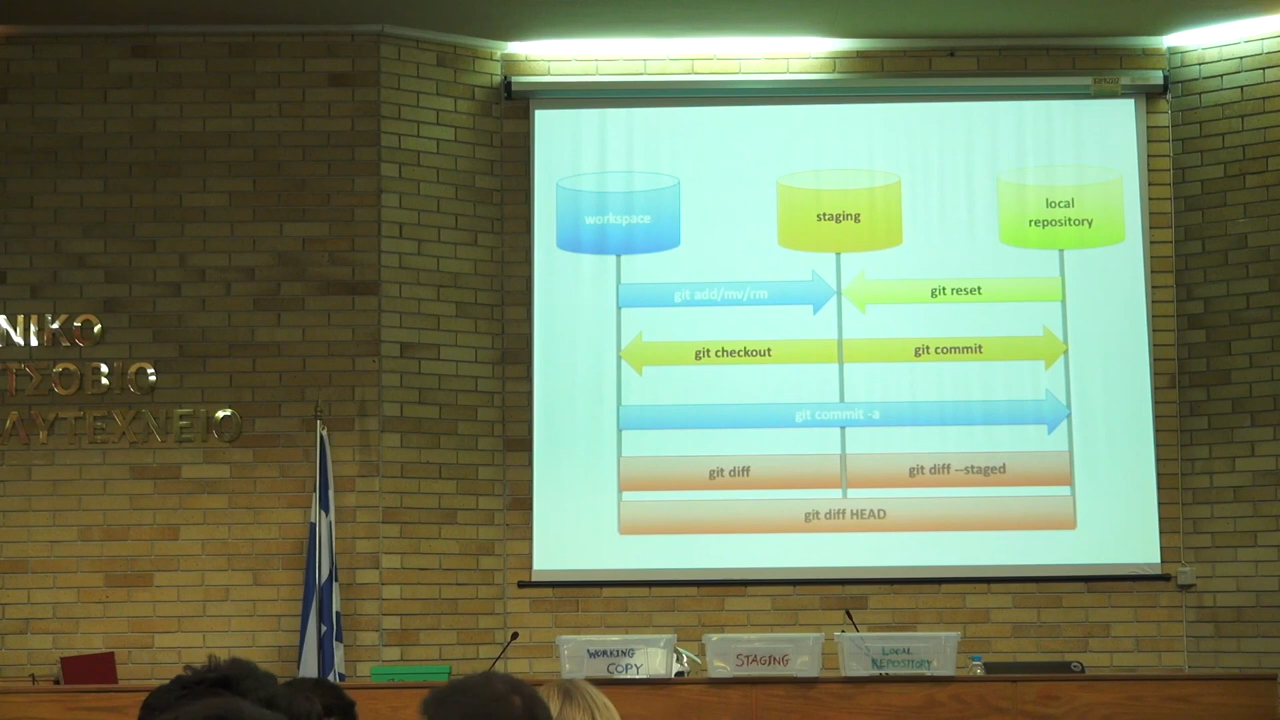 ΝΙΚΟ
ΤΣΟΒΙΟ
ΛΥΤΕΧΝΕΙΟ
workspace
staging
local
repository
git add/mv/rm
git reset
git checkout
git commit
git commit -a
git diff
git diff --staged
git diff HEAD
WORKING
COPY
STAGING
LOCAL
REPOSITORY